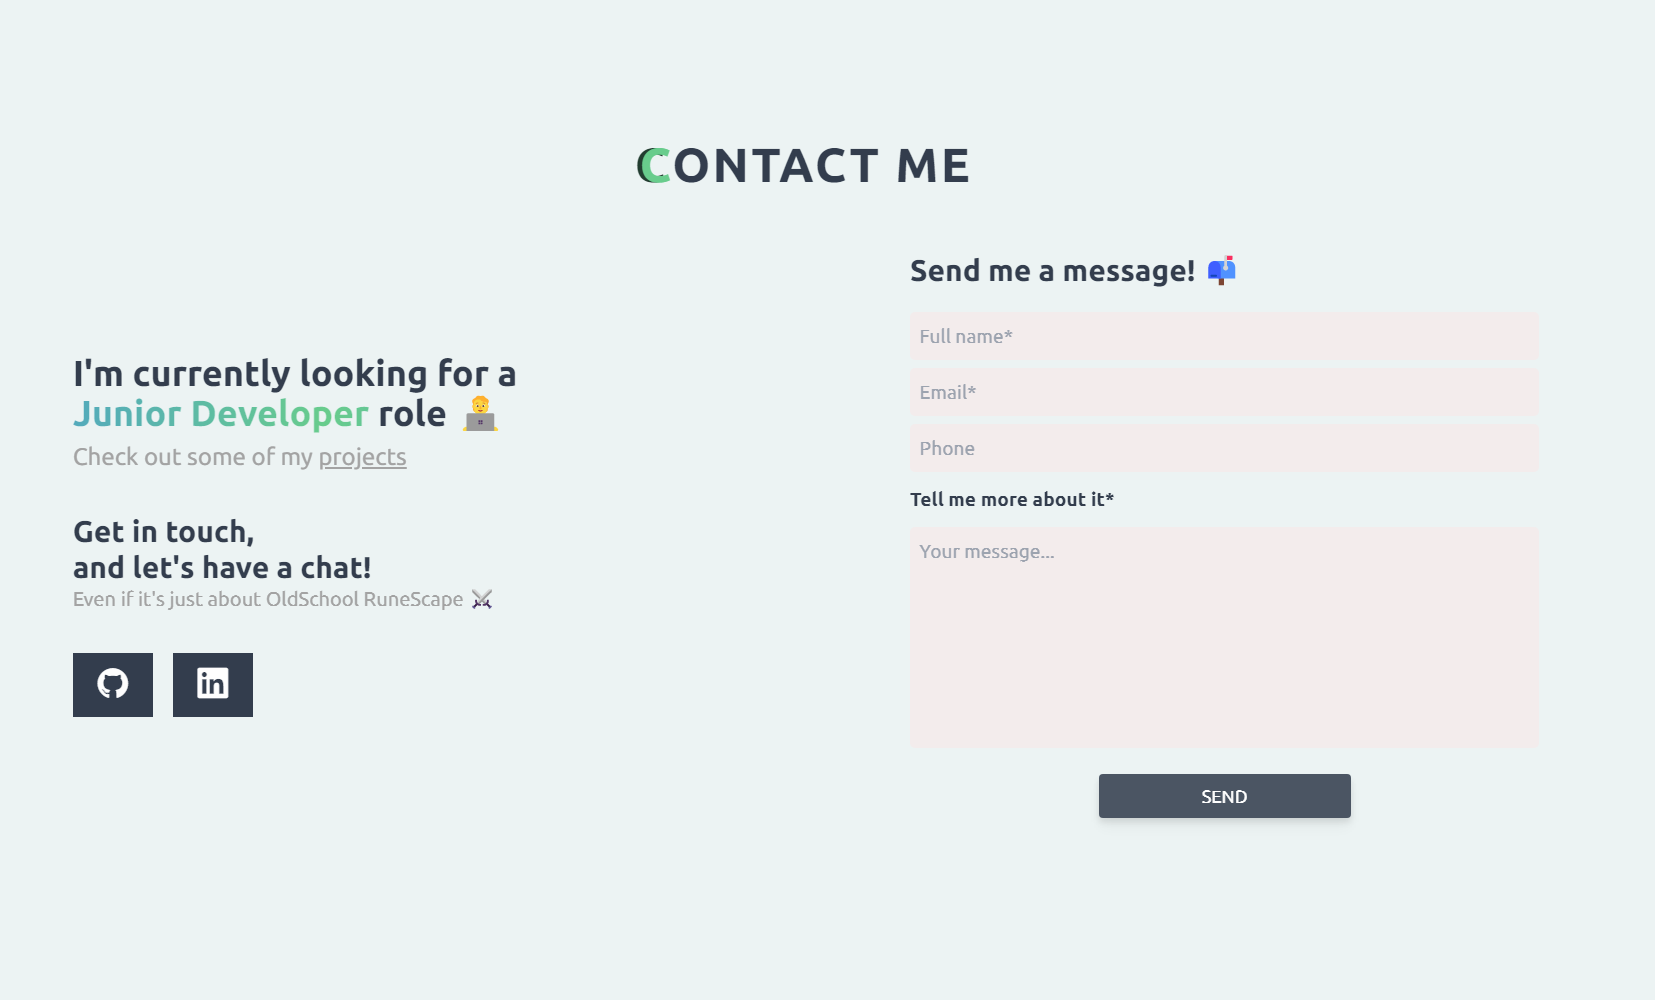 CONTACT ME
I'm currently looking for a
Junior Developer role
Check out some of my projects
Get in touch,
and let's have a chat!
Even if it's just about OldSchool RuneScape
in
Send me a message!
Full name*
Email*
Phone
Tell me more about it*
Your message...
SEND